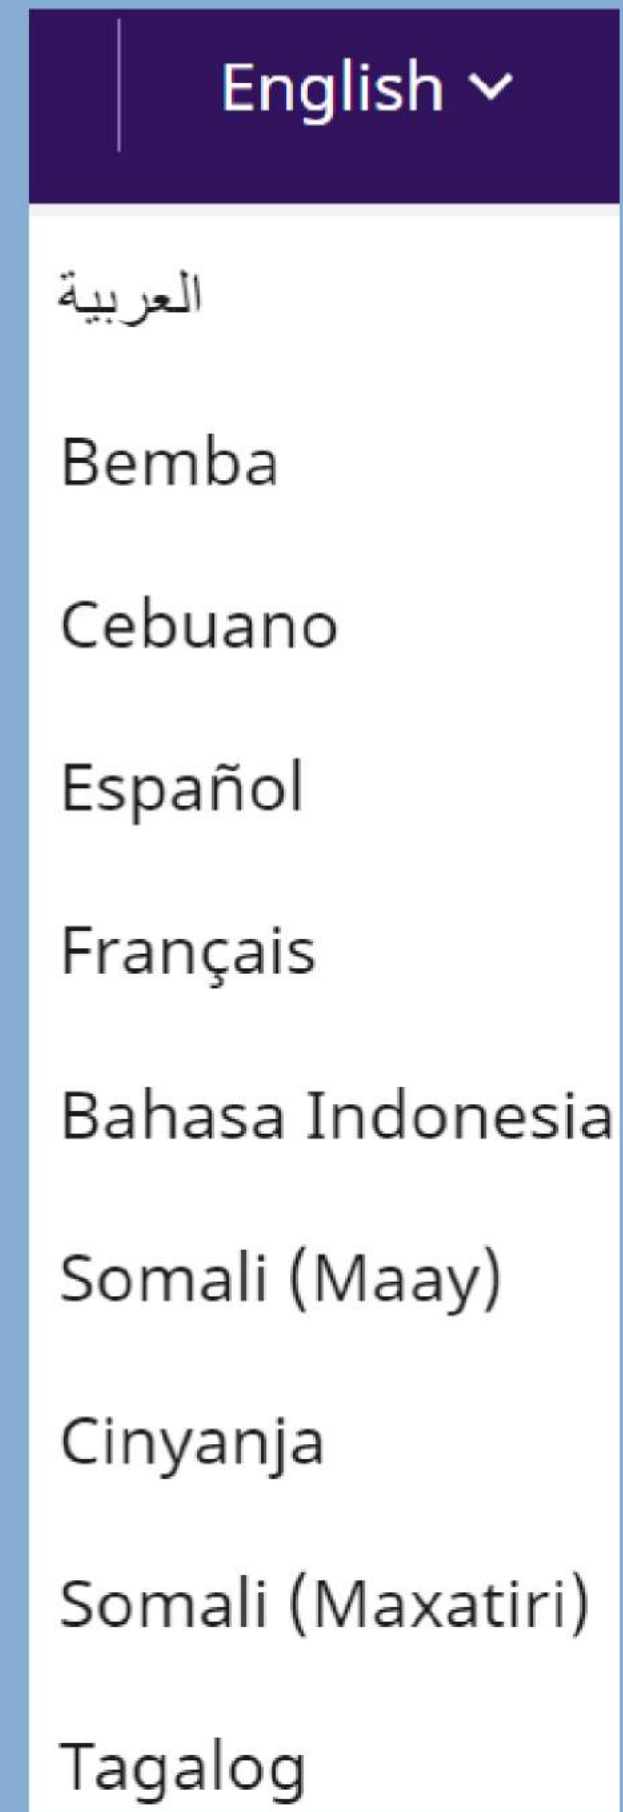 English
العربية
Bemba
Cebuano
Español
Français
Bahasa Indonesia
Somali (Maay)
Cinyanja
Somali (Maxatiri)
Tagalog